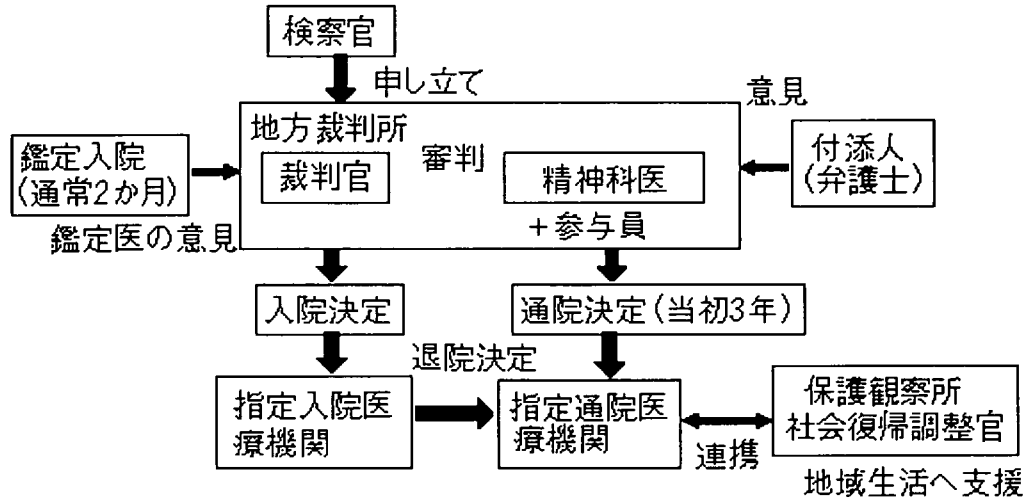 検察官
申し立て
意見
地方裁判所
審判
裁判官
精神科医
＋参与員
鑑定入院
(通常2か月)
鑑定医の意見
付添人
(弁護士)
入院決定
通院決定(当初3年)
退院決定
指定入院医
療機関
指定通院医
療機関
連携
保護観察所
社会復帰調整官
地域生活へ支援